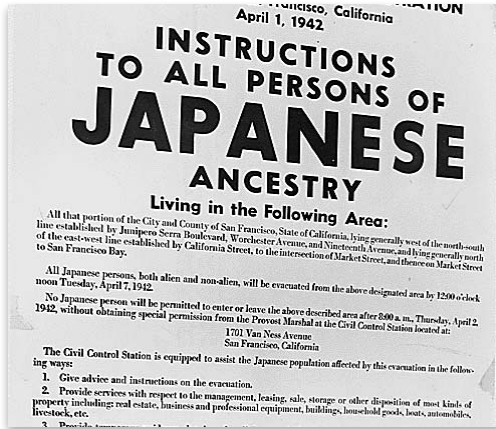 Francisco, California
April 1, 1942
INSTRUCTIONS
TO ALL PERSONS OF
JAPANESE
ANCESTRY
Living in the Following Area:
All that portion of the City and County of San Francisco, State of California, lying generally west of the north-south
line established by Junipero Serra Boulevard, Worchester Avenue, and Nineteenth Avenue, and lying generally north
of the east-west line established by California Street, to the intersection of Market Street, and thence on Market Street
to San Francisco Bay.
All Japanese persons, both alien and non-alien, will be evacuated from the above designated area by 12:00 o'clock
noon Tuesday, April 7, 1942.
No Japanese person will be permitted to enter or leave the above described area after 8:00 a. m., Thursday, April 2,
1942, without obtaining special permission from the Provost Marshal at the Civil Control Station located at:
1701 Van Ness Avenue
San Francisco, California
The Civil Control Station is equipped to assist the Japanese population affected by this evacuation in the follow-
ing ways:
1. Give advice and instructions on the evacuation.
2. Provide services with respect to the management, leasing, sale, storage or other disposition of most kinds of
property including: real estate, business and professional equipment, buildings, household goods, boats, automobiles,
livestock, etc.
3. Provide